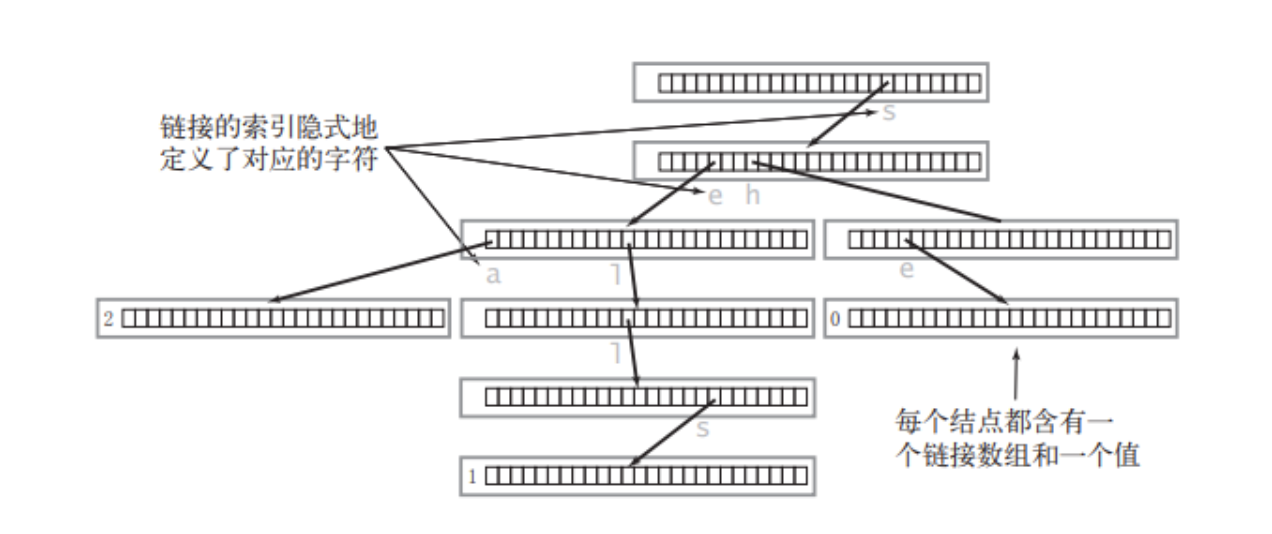 链接的索引隐式地
定义了对应的字符
s
e h
a
l
e
2
0
l
s
1
每个结点都含有一
个链接数组和一个值